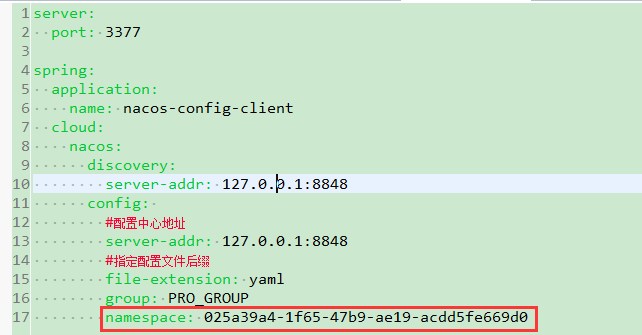 1 server:
2 port: 3377
3
4 spring:
5 application:
6 name: nacos-config-client
7 cloud:
8 nacos:
9 discovery:
10 server-addr: 127.0.0.1:8848
11 config:
12 #配置中心地址
13 server-addr: 127.0.0.1:8848
14 #指定配置文件后缀
15 file-extension: yaml
16 group: PRO_GROUP
17 namespace: 025a39a4-1f65-47b9-ae19-acdd5fe669d0